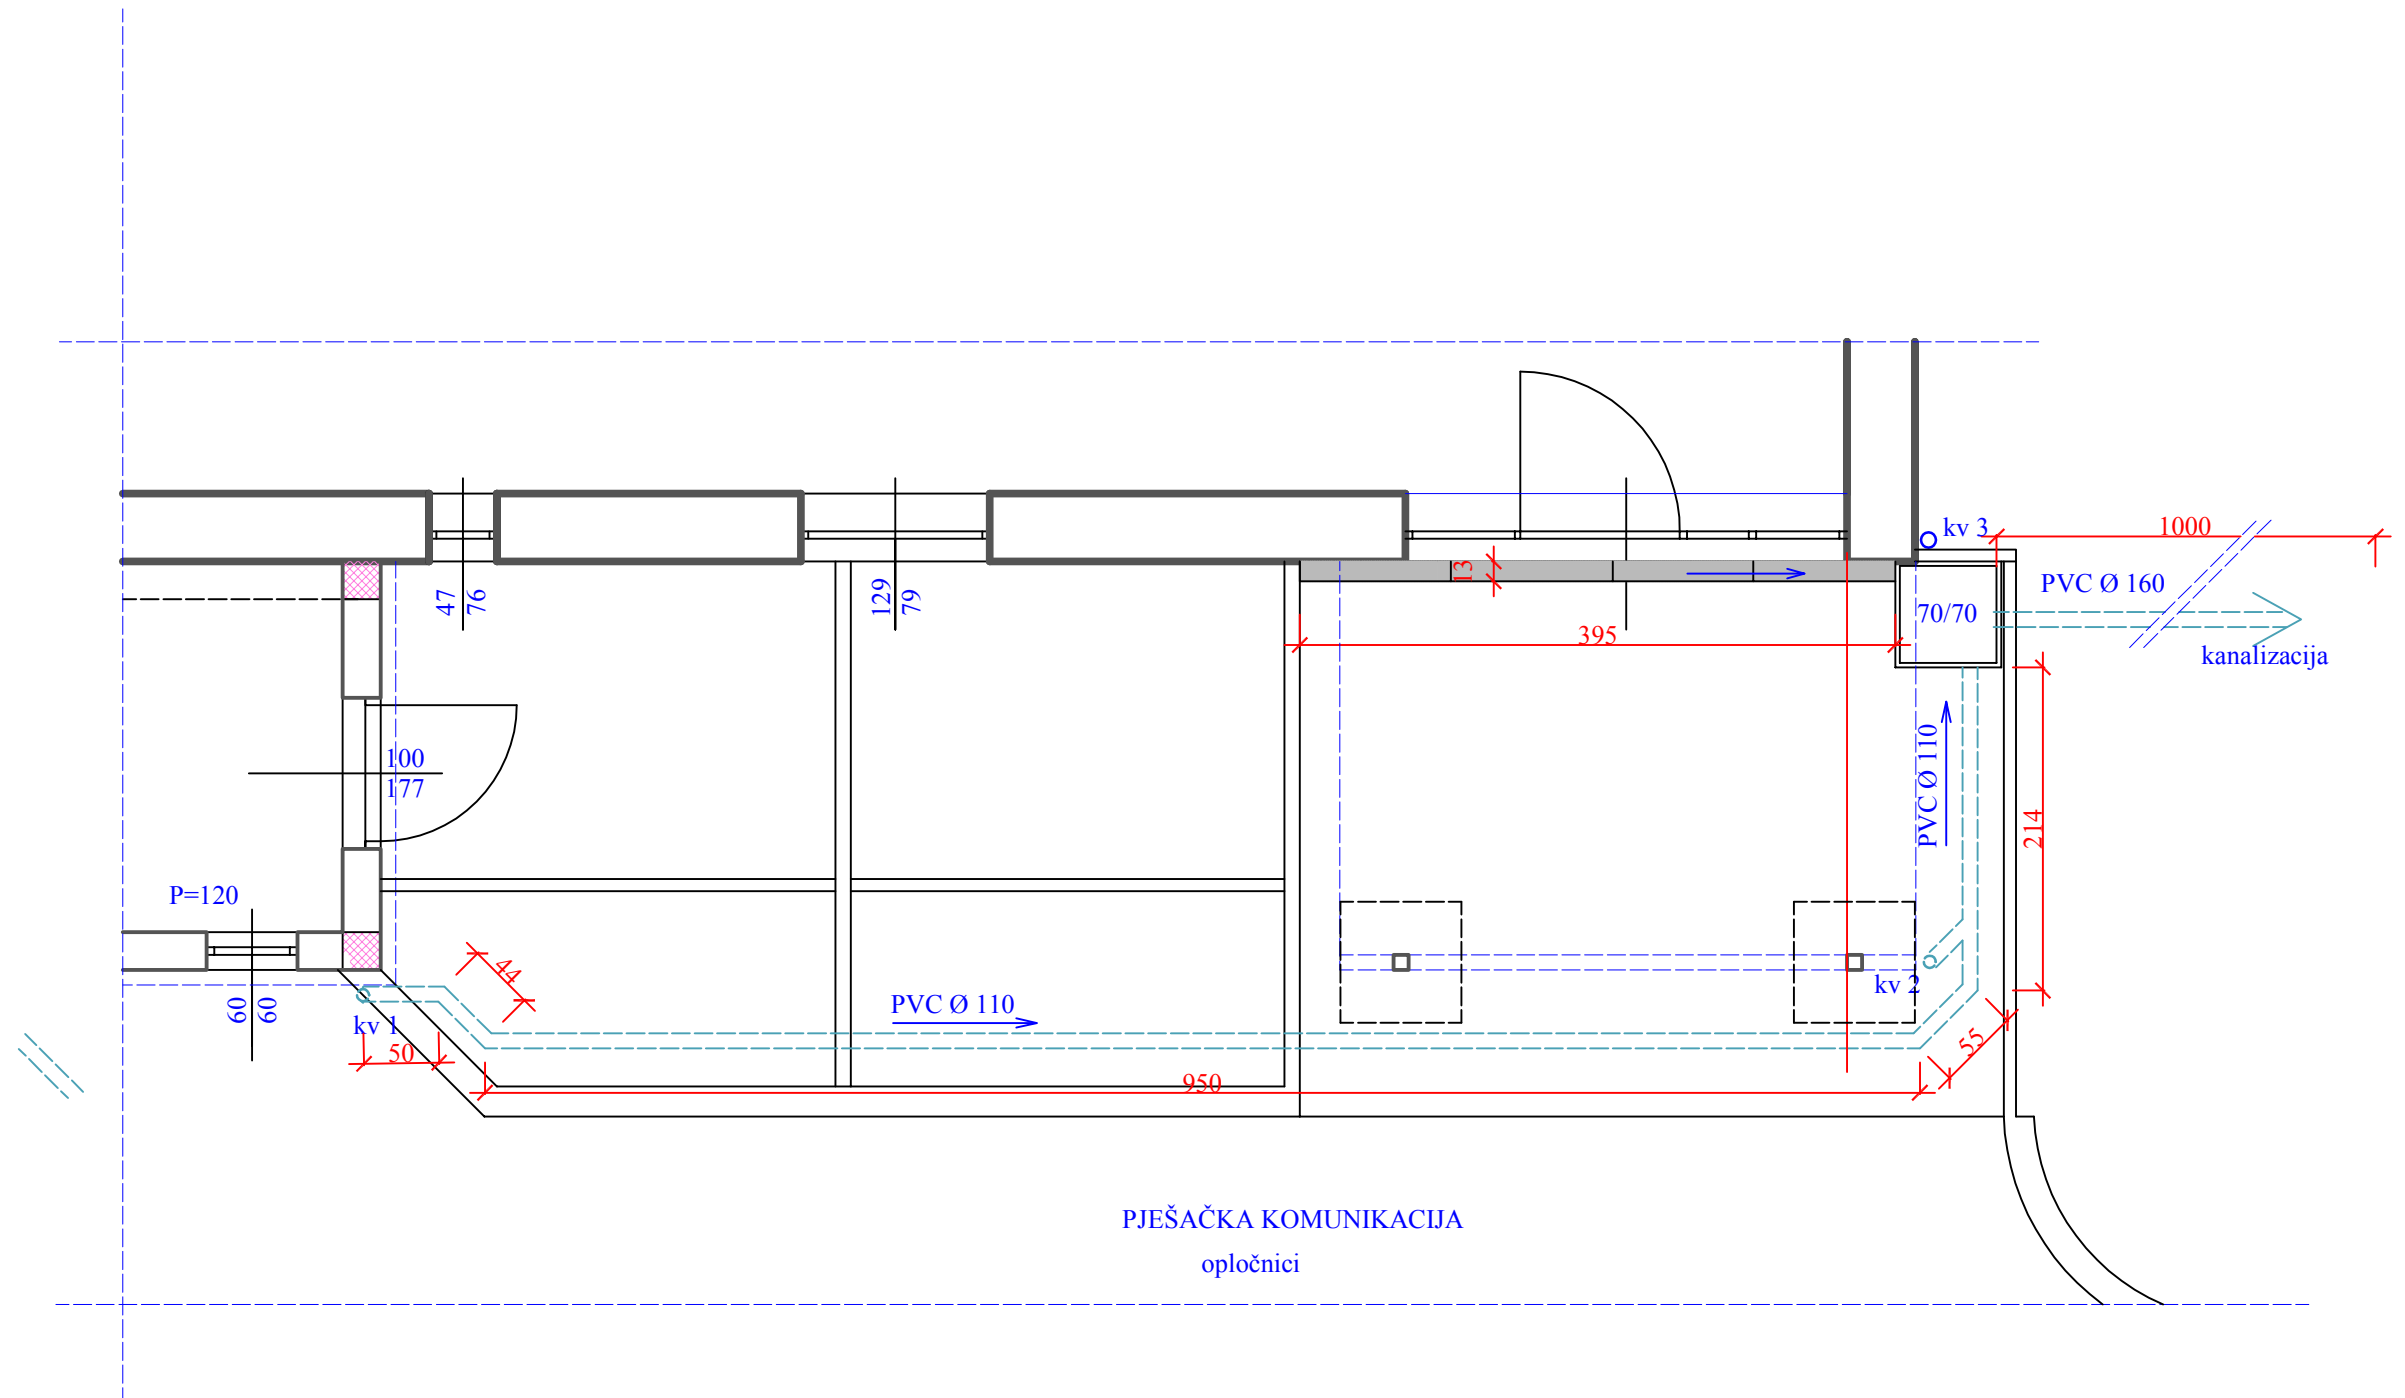 kv 3
1000
13
PVC Ø 160
47
76
129
79
70/70
395
kanalizacija
100
177
PVC Ø 110
214
P=120
44
kv 2
60
60
PVC Ø 110
kv 1
50
55
950
PJEŠAČKA KOMUNIKACIJA
opločnici